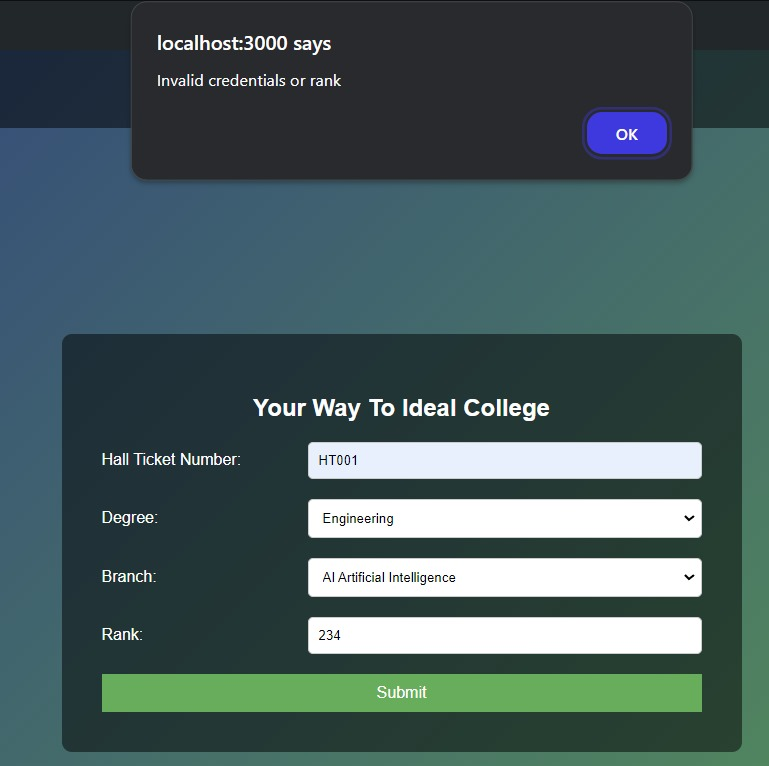 localhost:3000 says
Invalid credentials or rank
OK
Your Way To Ideal College
Hall Ticket Number: HT001
Degree: Engineering
Branch: AI Artificial Intelligence
Rank: 234
Submit